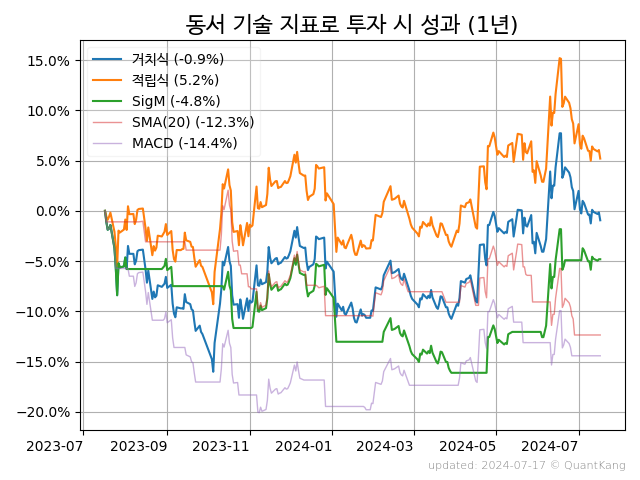 동서 기술 지표로 투자 시 성과 (1년)
거치식 (-0.9%)
적립식 (5.2%)
SigM (-4.8%)
SMA(20) (-12.3%)
MACD (-14.4%)
15.0%
10.0%
5.0%
0.0%
−5.0%
−10.0%
−15.0%
−20.0%
2023-07 2023-09 2023-11 2024-01 2024-03 2024-05 2024-07
updated: 2024-07-17 © QuantKang